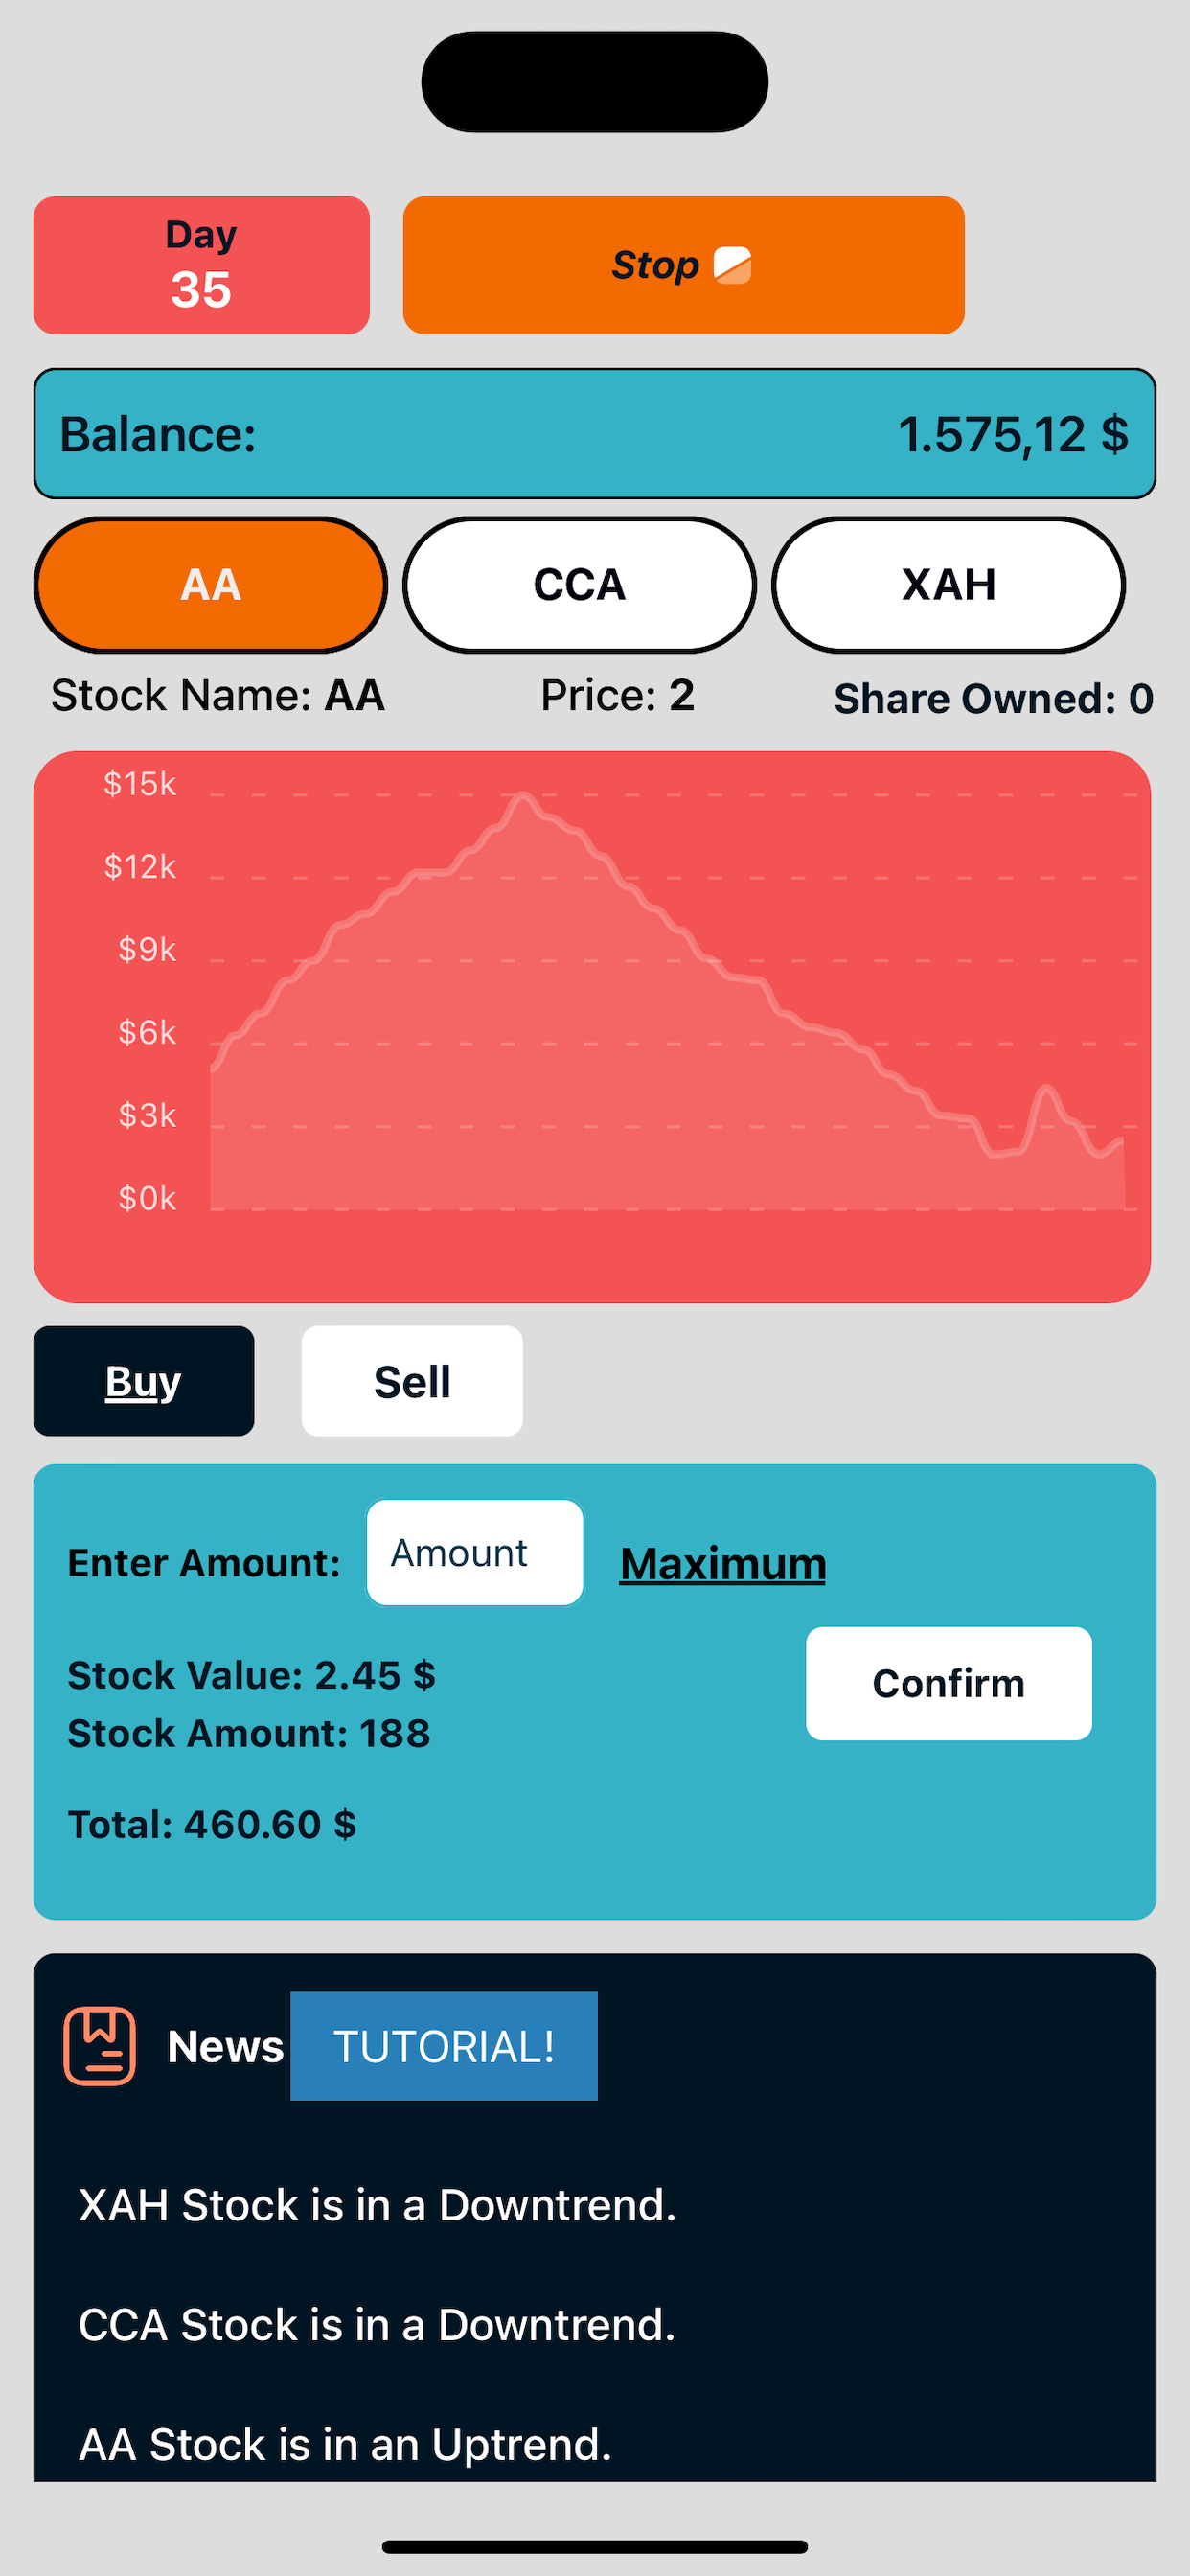 Day
35
Stop
Balance: 1.575,12 $
AA CCA XAH
Stock Name: AA Price: 2 Share Owned: 0
$15k
$12k
$9k
$6k
$3k
$0k
Buy Sell
Enter Amount: Amount Maximum
Stock Value: 2.45 $
Confirm
Stock Amount: 188
Total: 460.60 $
News TUTORIAL!
XAH Stock is in a Downtrend.
CCA Stock is in a Downtrend.
AA Stock is in an Uptrend.